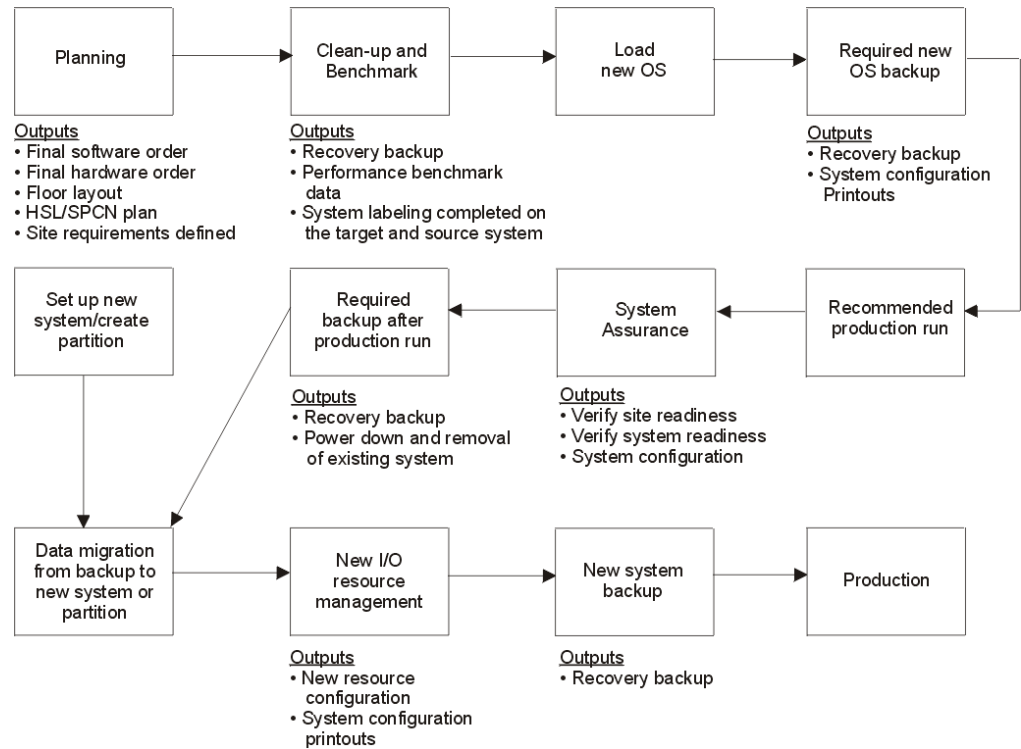 Planning
Clean-up and
Benchmark
Load
new OS
Required new
OS backup
Outputs
• Final software order
• Final hardware order
• Floor layout
• HSL/SPCN plan
• Site requirements defined
Outputs
• Recovery backup
• Performance benchmark
data
• System labeling completed on
the target and source system
Outputs
• Recovery backup
• System configuration
Printouts
Set up new
system/create
partition
Required
backup after
production run
System
Assurance
Recommended
production run
Outputs
• Recovery backup
• Power down and removal
of existing system
Outputs
• Verify site readiness
• Verify system readiness
• System configuration
Data migration
from backup to
new system or
partition
New I/O
resource
management
New system
backup
Production
Outputs
• New resource
configuration
• System configuration
printouts
Outputs
• Recovery backup